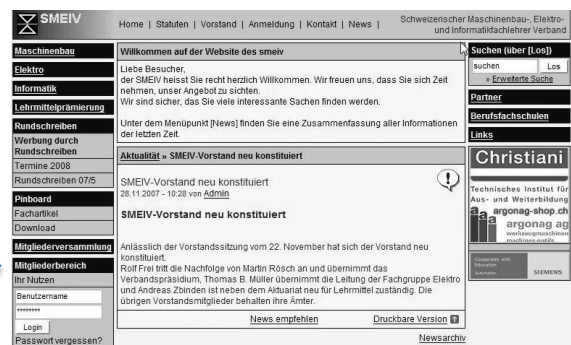 SMEIV
Home | Statuten | Vorstand | Anmeldung | Kontakt | News |
Schweizerischer Maschinenbau-, Elektro-
und Informatikfachlehrer Verband
Maschinenbau
Elektro
Informatik
Lehrmittelprämierung
Rundschreiben
Werbung durch
Rundschreiben
Termine 2008
Rundschreiben 07/5
Pinboard
Fachartikel
Download
Mitgliederversammlung
Mitgliederbereich
Ihr Nutzen
Benutzername
********
Login
Passwort vergessen?
Willkommen auf der Website des smeiv
Liebe Besucher,
der SMEIV heisst Sie recht herzlich Willkommen. Wir freuen uns, dass Sie sich Zeit
nehmen, unser Angebot zu sichten.
Wir sind sicher, das Sie viele interessante Sachen finden werden.
Unter dem Menüpunkt [News] finden Sie eine Zusammenfassung aller Informationen
der letzten Zeit.
Aktualität » SMEIV-Vorstand neu konstituiert
SMEIV-Vorstand neu konstituiert
28.11.2007 - 10:28 von Admin
SMEIV-Vorstand neu konstituiert
Anlässlich der Vorstandssitzung vom 22. November hat sich der Vorstand neu
konstituiert.
Rolf Frei tritt die Nachfolge von Martin Rösch an und übernimmt das
Verbandspräsidium, Thomas B. Müller übernimmt die Leitung der Fachgruppe Elektro
und Andreas Zbinden ist neben dem Aktuariat neu für Lehrmittel zuständig. Die
übrigen Vorstandsmitglieder behalten ihre Ämter.
News empfehlen
Druckbare Version
Newsarchiv
Suchen (über [Los])
suchen
Los
» Erweiterte Suche
Partner
Berufsfachschulen
Links
Christiani
Technisches Institut für
Aus- und Weiterbildung
argonag-shop.ch
argonag ag
werkzeugmaschinen
machines-outils
Cooperates with
Education
Automation
SIEMENS